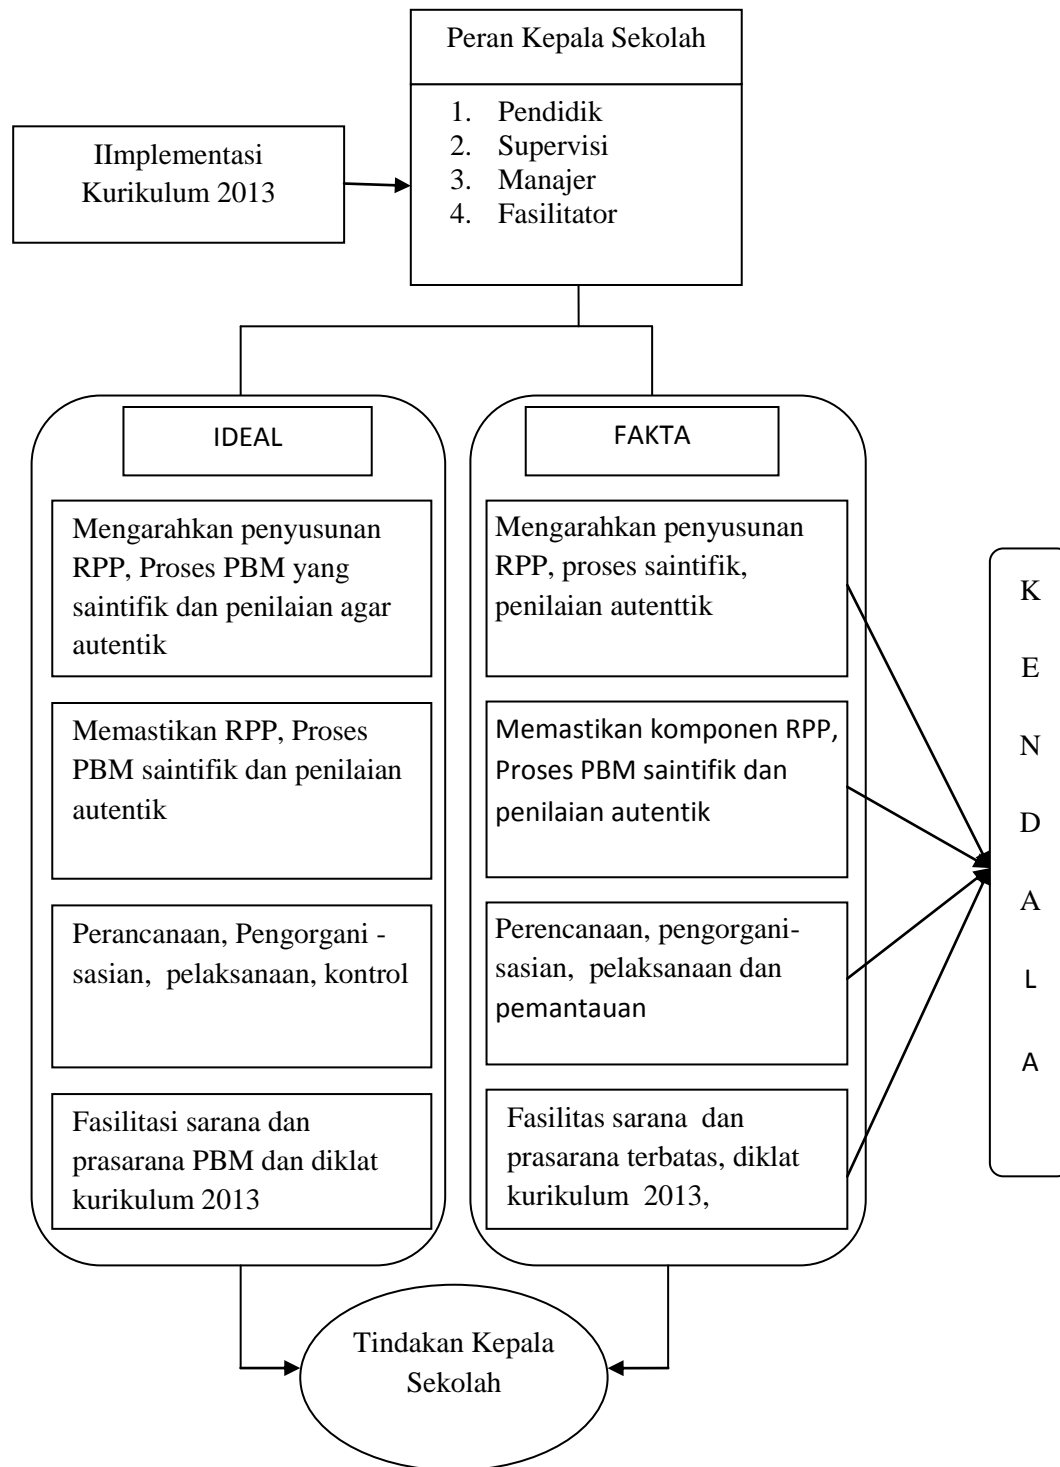 Peran Kepala Sekolah
1. Pendidik
2. Supervisi
3. Manajer
4. Fasilitator
IImplementasi
Kurikulum 2013
IDEAL
Mengarahkan penyusunan
RPP, Proses PBM yang
saintifik dan penilaian agar
autentik
Memastikan RPP, Proses
PBM saintifik dan penilaian
autentik
Perancanaan, Pengorgani -
sasian, pelaksanaan, kontrol
Fasilitasi sarana dan
prasarana PBM dan diklat
kurikulum 2013
FAKTA
Mengarahkan penyusunan
RPP, proses saintifik,
penilaian autenttik
Memastikan komponen RPP,
Proses PBM saintifik dan
penilaian autentik
Perencanaan, pengorgani-
sasian, pelaksanaan dan
pemantauan
Fasilitas sarana dan
prasarana terbatas, diklat
kurikulum 2013,
K
E
N
D
A
L
A
Tindakan Kepala
Sekolah